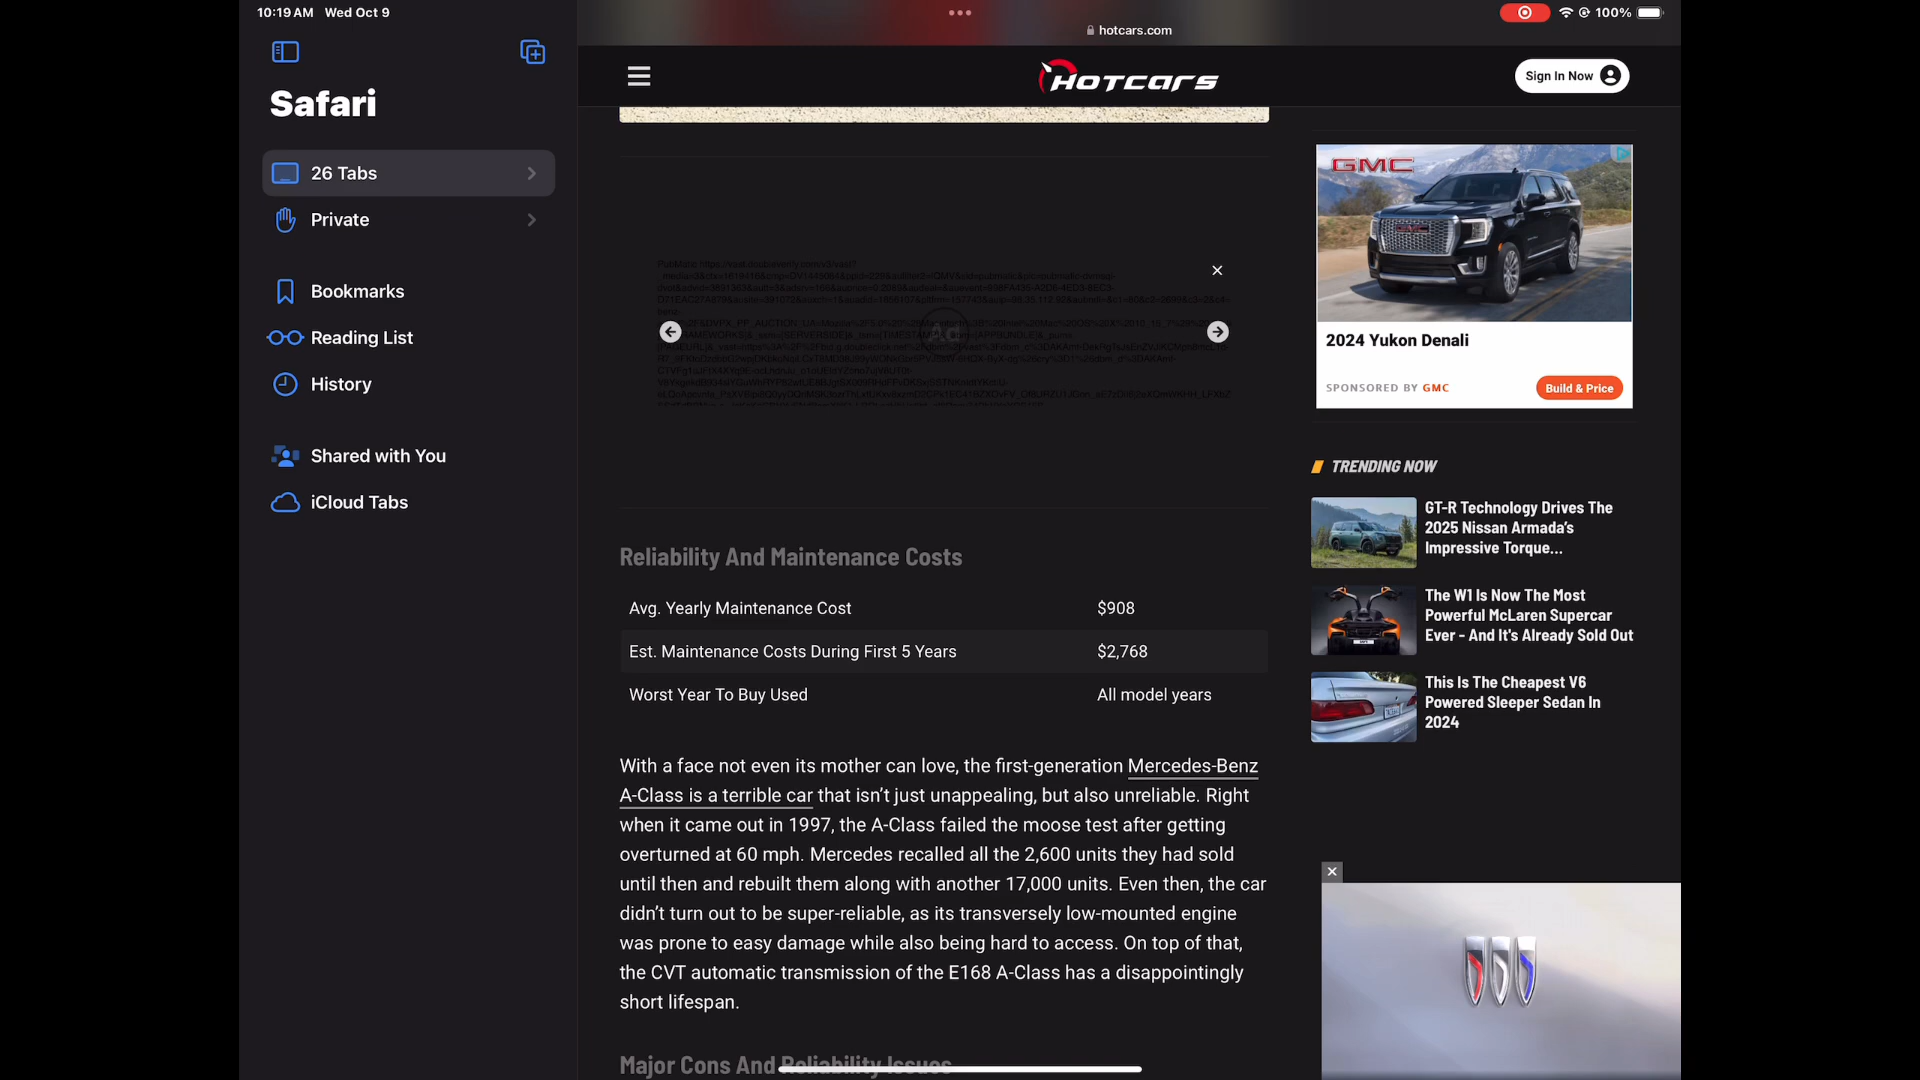 10:19 AM Wed Oct 9
100%
hotcars.com
Safari
26 Tabs
Private
Bookmarks
Reading List
History
Shared with You
iCloud Tabs
HOTCARS
Sign In Now
Ad
Reliability And Maintenance Costs
Avg. Yearly Maintenance Cost $908
Est. Maintenance Costs During First 5 Years $2,768
Worst Year To Buy Used All model years
With a face not even its mother can love, the first-generation Mercedes-Benz
A-Class is a terrible car that isn’t just unappealing, but also unreliable. Right
when it came out in 1997, the A-Class failed the moose test after getting
overturned at 60 mph. Mercedes recalled all the 2,600 units they had sold
until then and rebuilt them along with another 17,000 units. Even then, the car
didn’t turn out to be super-reliable, as its transversely low-mounted engine
was prone to easy damage while also being hard to access. On top of that,
the CVT automatic transmission of the E168 A-Class has a disappointingly
short lifespan.
Major Cons And Reliability Issues
GMC
GMC
2024 Yukon Denali
SPONSORED BY GMC
Build & Price
TRENDING NOW
GT-R Technology Drives The
2025 Nissan Armada’s
Impressive Torque...
The W1 Is Now The Most
Powerful McLaren Supercar
Ever - And It's Already Sold Out
This Is The Cheapest V6
Powered Sleeper Sedan In
2024